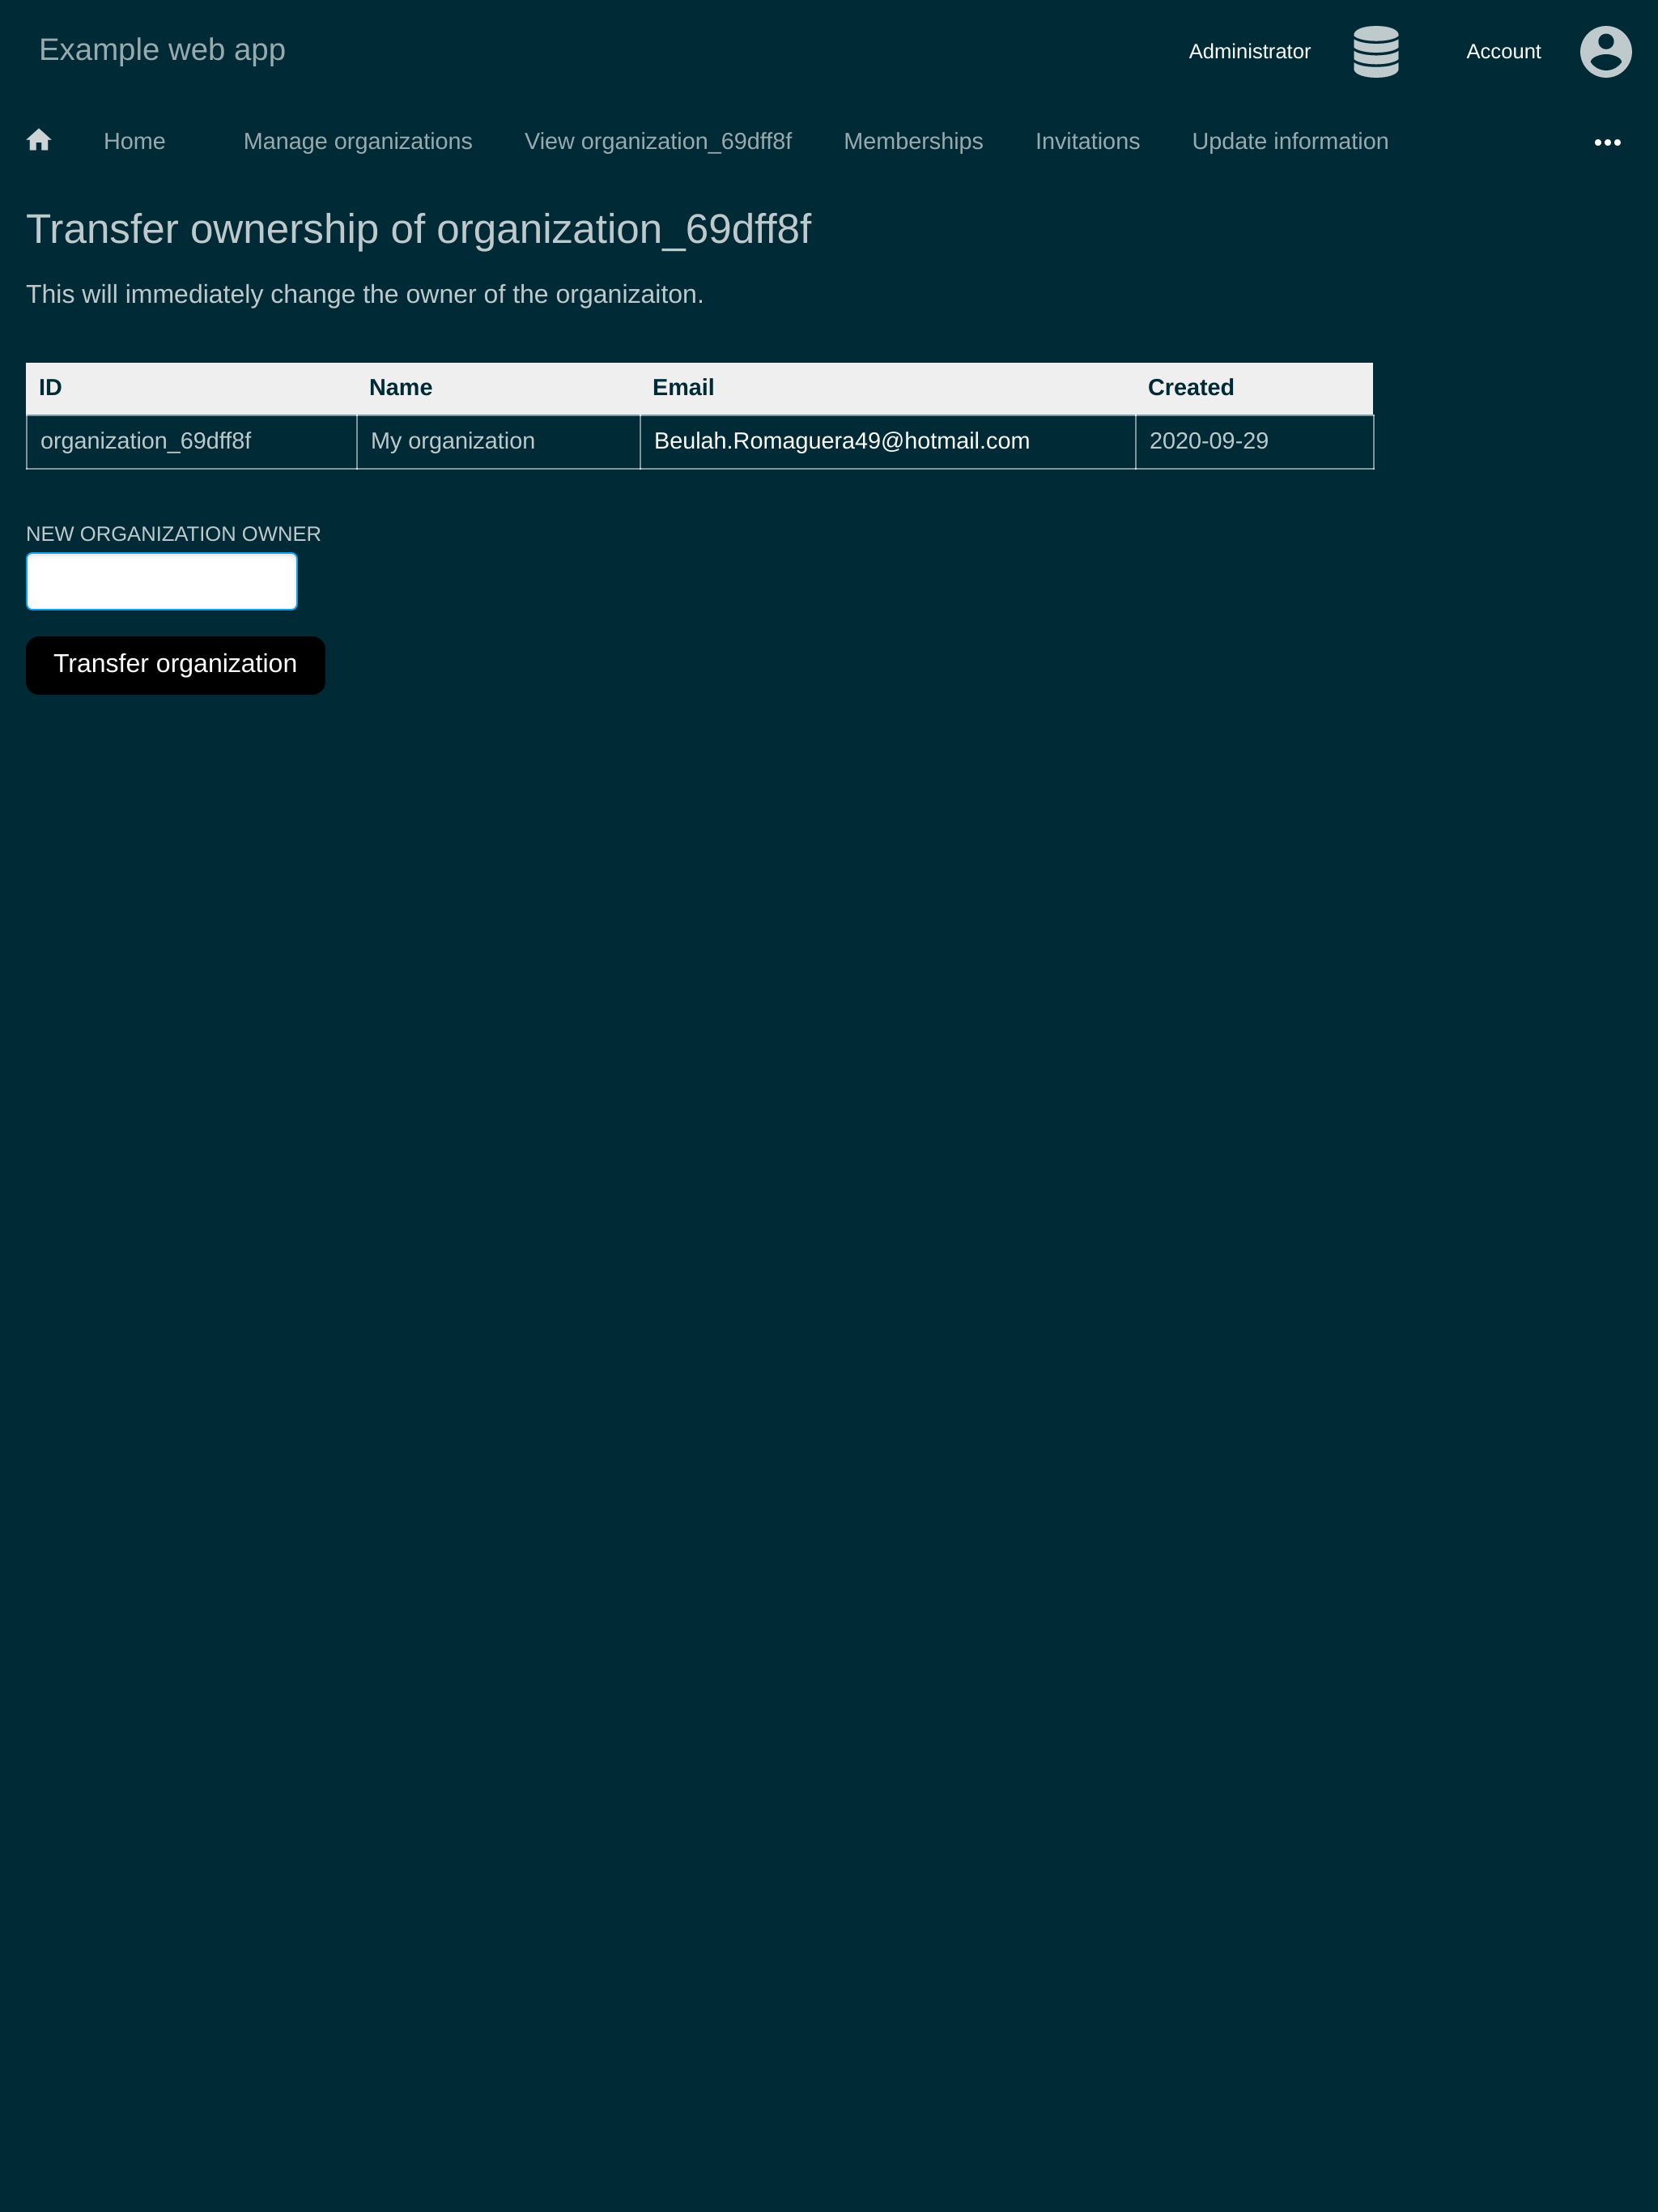 Example web app
Administrator
Account
Home
Manage organizations
View organization_69dff8f
Memberships
Invitations
Update information
Transfer ownership of organization_69dff8f
This will immediately change the owner of the organizaiton.
ID Name Email Created
organization_69dff8f My organization Beulah.Romaguera49@hotmail.com 2020-09-29
NEW ORGANIZATION OWNER
Transfer organization